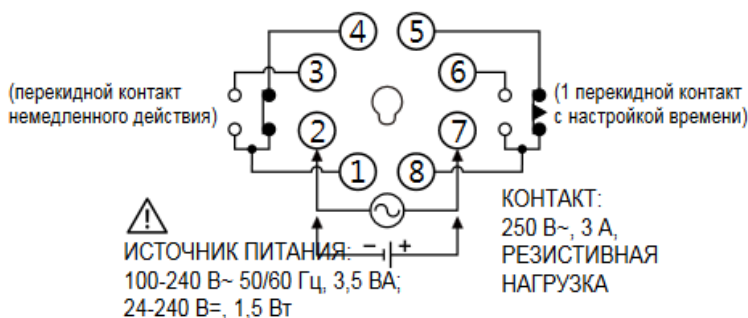 4 5
3 6
(перекидной контакт
немедленного действия)
(1 перекидной контакт
с настройкой времени)
2 7
1 8
КОНТАКТ:
250 В~, 3 А,
РЕЗИСТИВНАЯ
НАГРУЗКА
ИСТОЧНИК ПИТАНИЯ:
− +
100-240 В~ 50/60 Гц, 3,5 ВА;
24-240 В=, 1,5 Вт